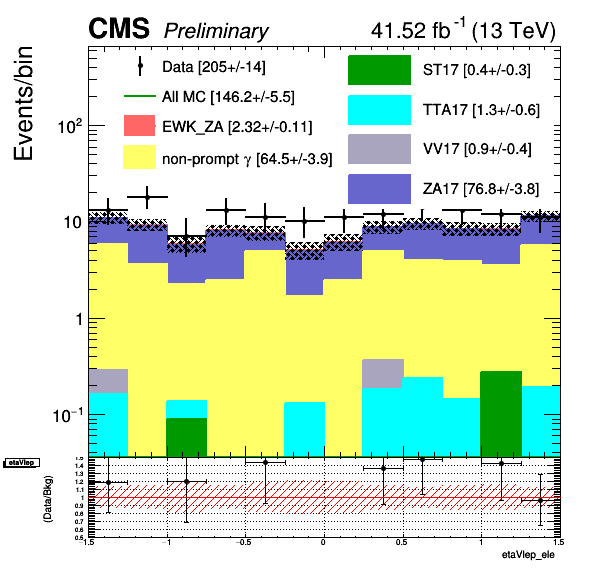 CMS Preliminary 41.52 fb⁻¹ (13 TeV)
Events/bin
Data [205+/-14]
All MC [146.2+/-5.5]
EWK_ZA [2.32+/-0.11]
non-prompt γ [64.5+/-3.9]
ST17 [0.4+/-0.3]
TTA17 [1.3+/-0.6]
VV17 [0.9+/-0.4]
ZA17 [76.8+/-3.8]
10²
10
1
10⁻¹
etaVlep
(Data/Bkg)
1.5
1.4
1.3
1.2
1.1
1
0.9
0.8
0.7
0.6
0.5
-1.5 -1 -0.5 0 0.5 1 1.5
etaVlep_ele